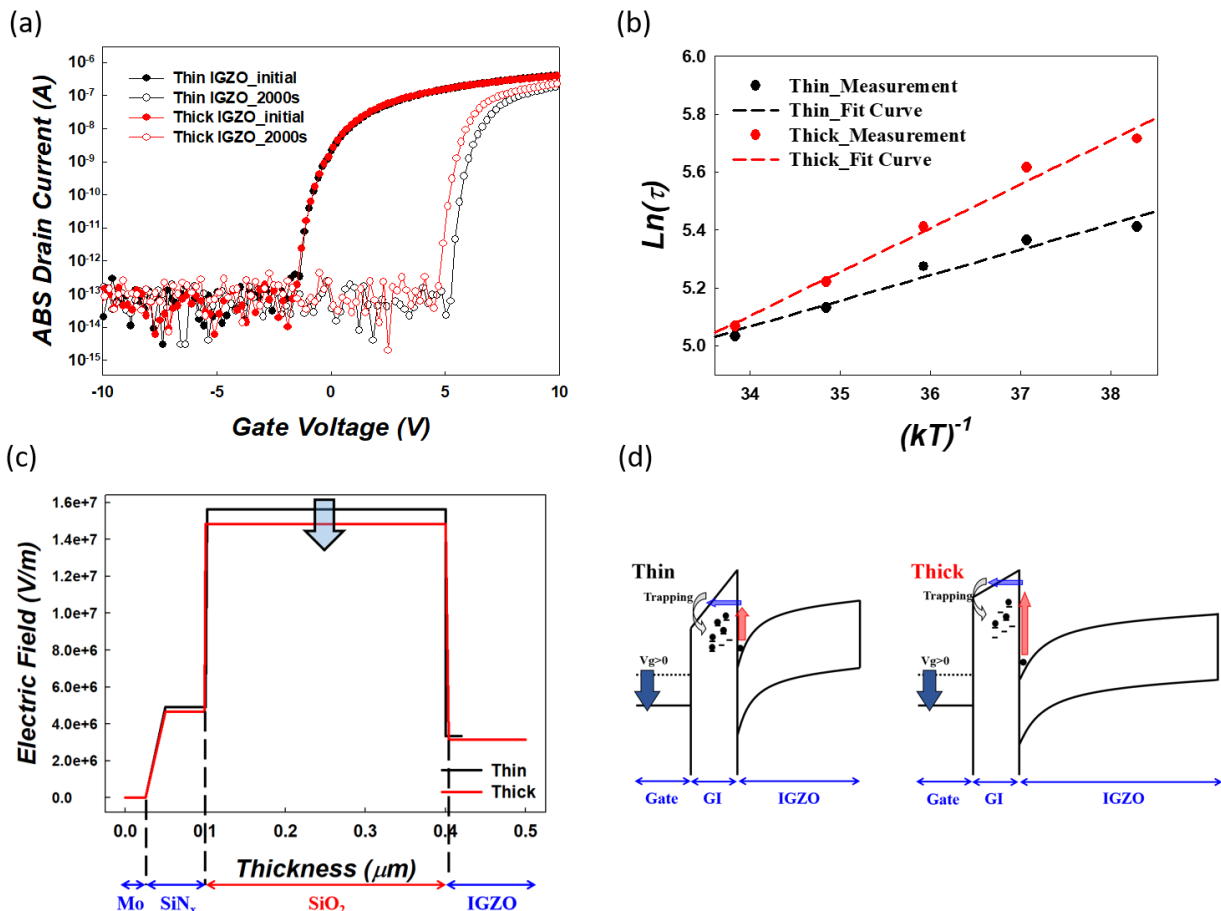 (a)
ABS Drain Current (A)
10-6
10-7
10-8
10-9
10-10
10-11
10-12
10-13
10-14
10-15
Thin IGZO_initial
Thin IGZO_2000s
Thick IGZO_initial
Thick IGZO_2000s
-10
-5
0
5
10
Gate Voltage (V)
(b)
Ln(τ)
6.0
5.8
5.6
5.4
5.2
5.0
Thin_Measurement
Thin_Fit Curve
Thick_Measurement
Thick_Fit Curve
34
35
36
37
38
(kT)-1
(c)
Electric Field (V/m)
1.6e+7
1.4e+7
1.2e+7
1.0e+7
8.0e+6
6.0e+6
4.0e+6
2.0e+6
0.0
Thin
Thick
0.0
0.1
0.2
0.3
0.4
0.5
Thickness (μm)
Mo
SiNx
SiO2
IGZO
(d)
Thin
Trapping
Vg>0
Gate
GI
IGZO
Thick
Trapping
Vg>0
Gate
GI
IGZO